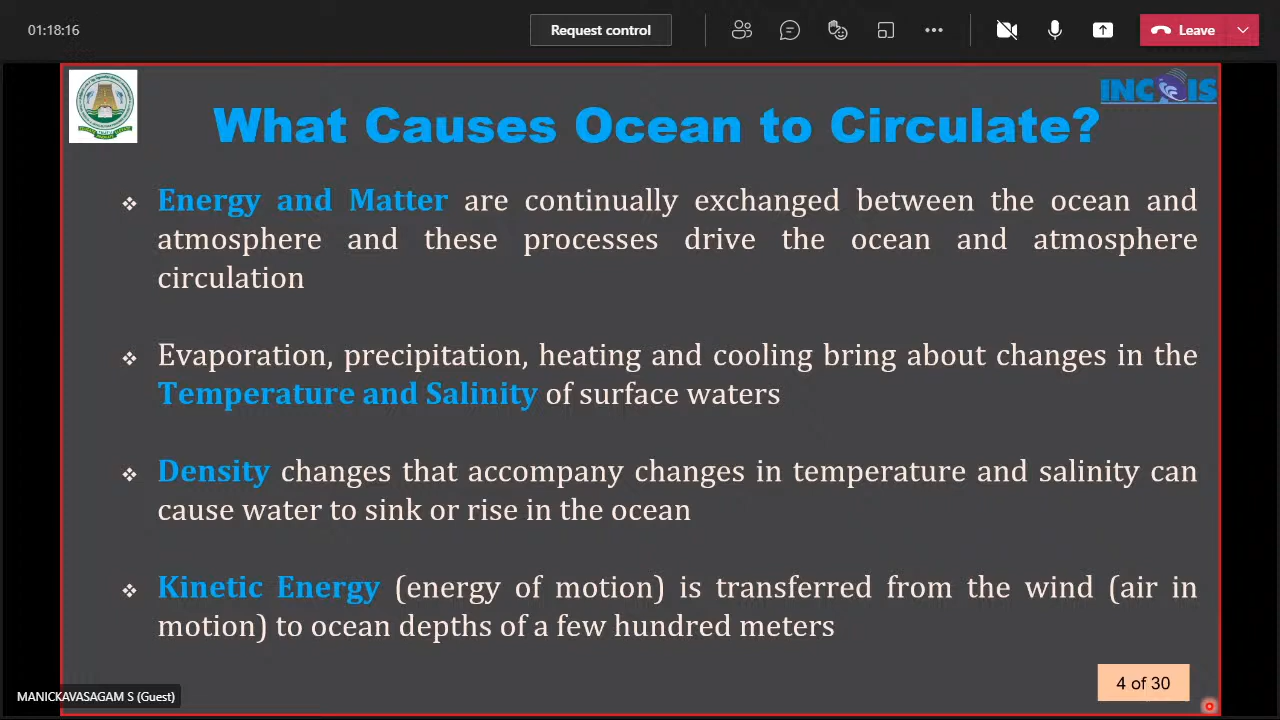 01:18:16
Request control
Leave
INCOIS
What Causes Ocean to Circulate?
Energy and Matter are continually exchanged between the ocean and
atmosphere and these processes drive the ocean and atmosphere
circulation
Evaporation, precipitation, heating and cooling bring about changes in the
Temperature and Salinity of surface waters
Density changes that accompany changes in temperature and salinity can
cause water to sink or rise in the ocean
Kinetic Energy (energy of motion) is transferred from the wind (air in
motion) to ocean depths of a few hundred meters
MANICKAVASAGAM S (Guest)
4 of 30